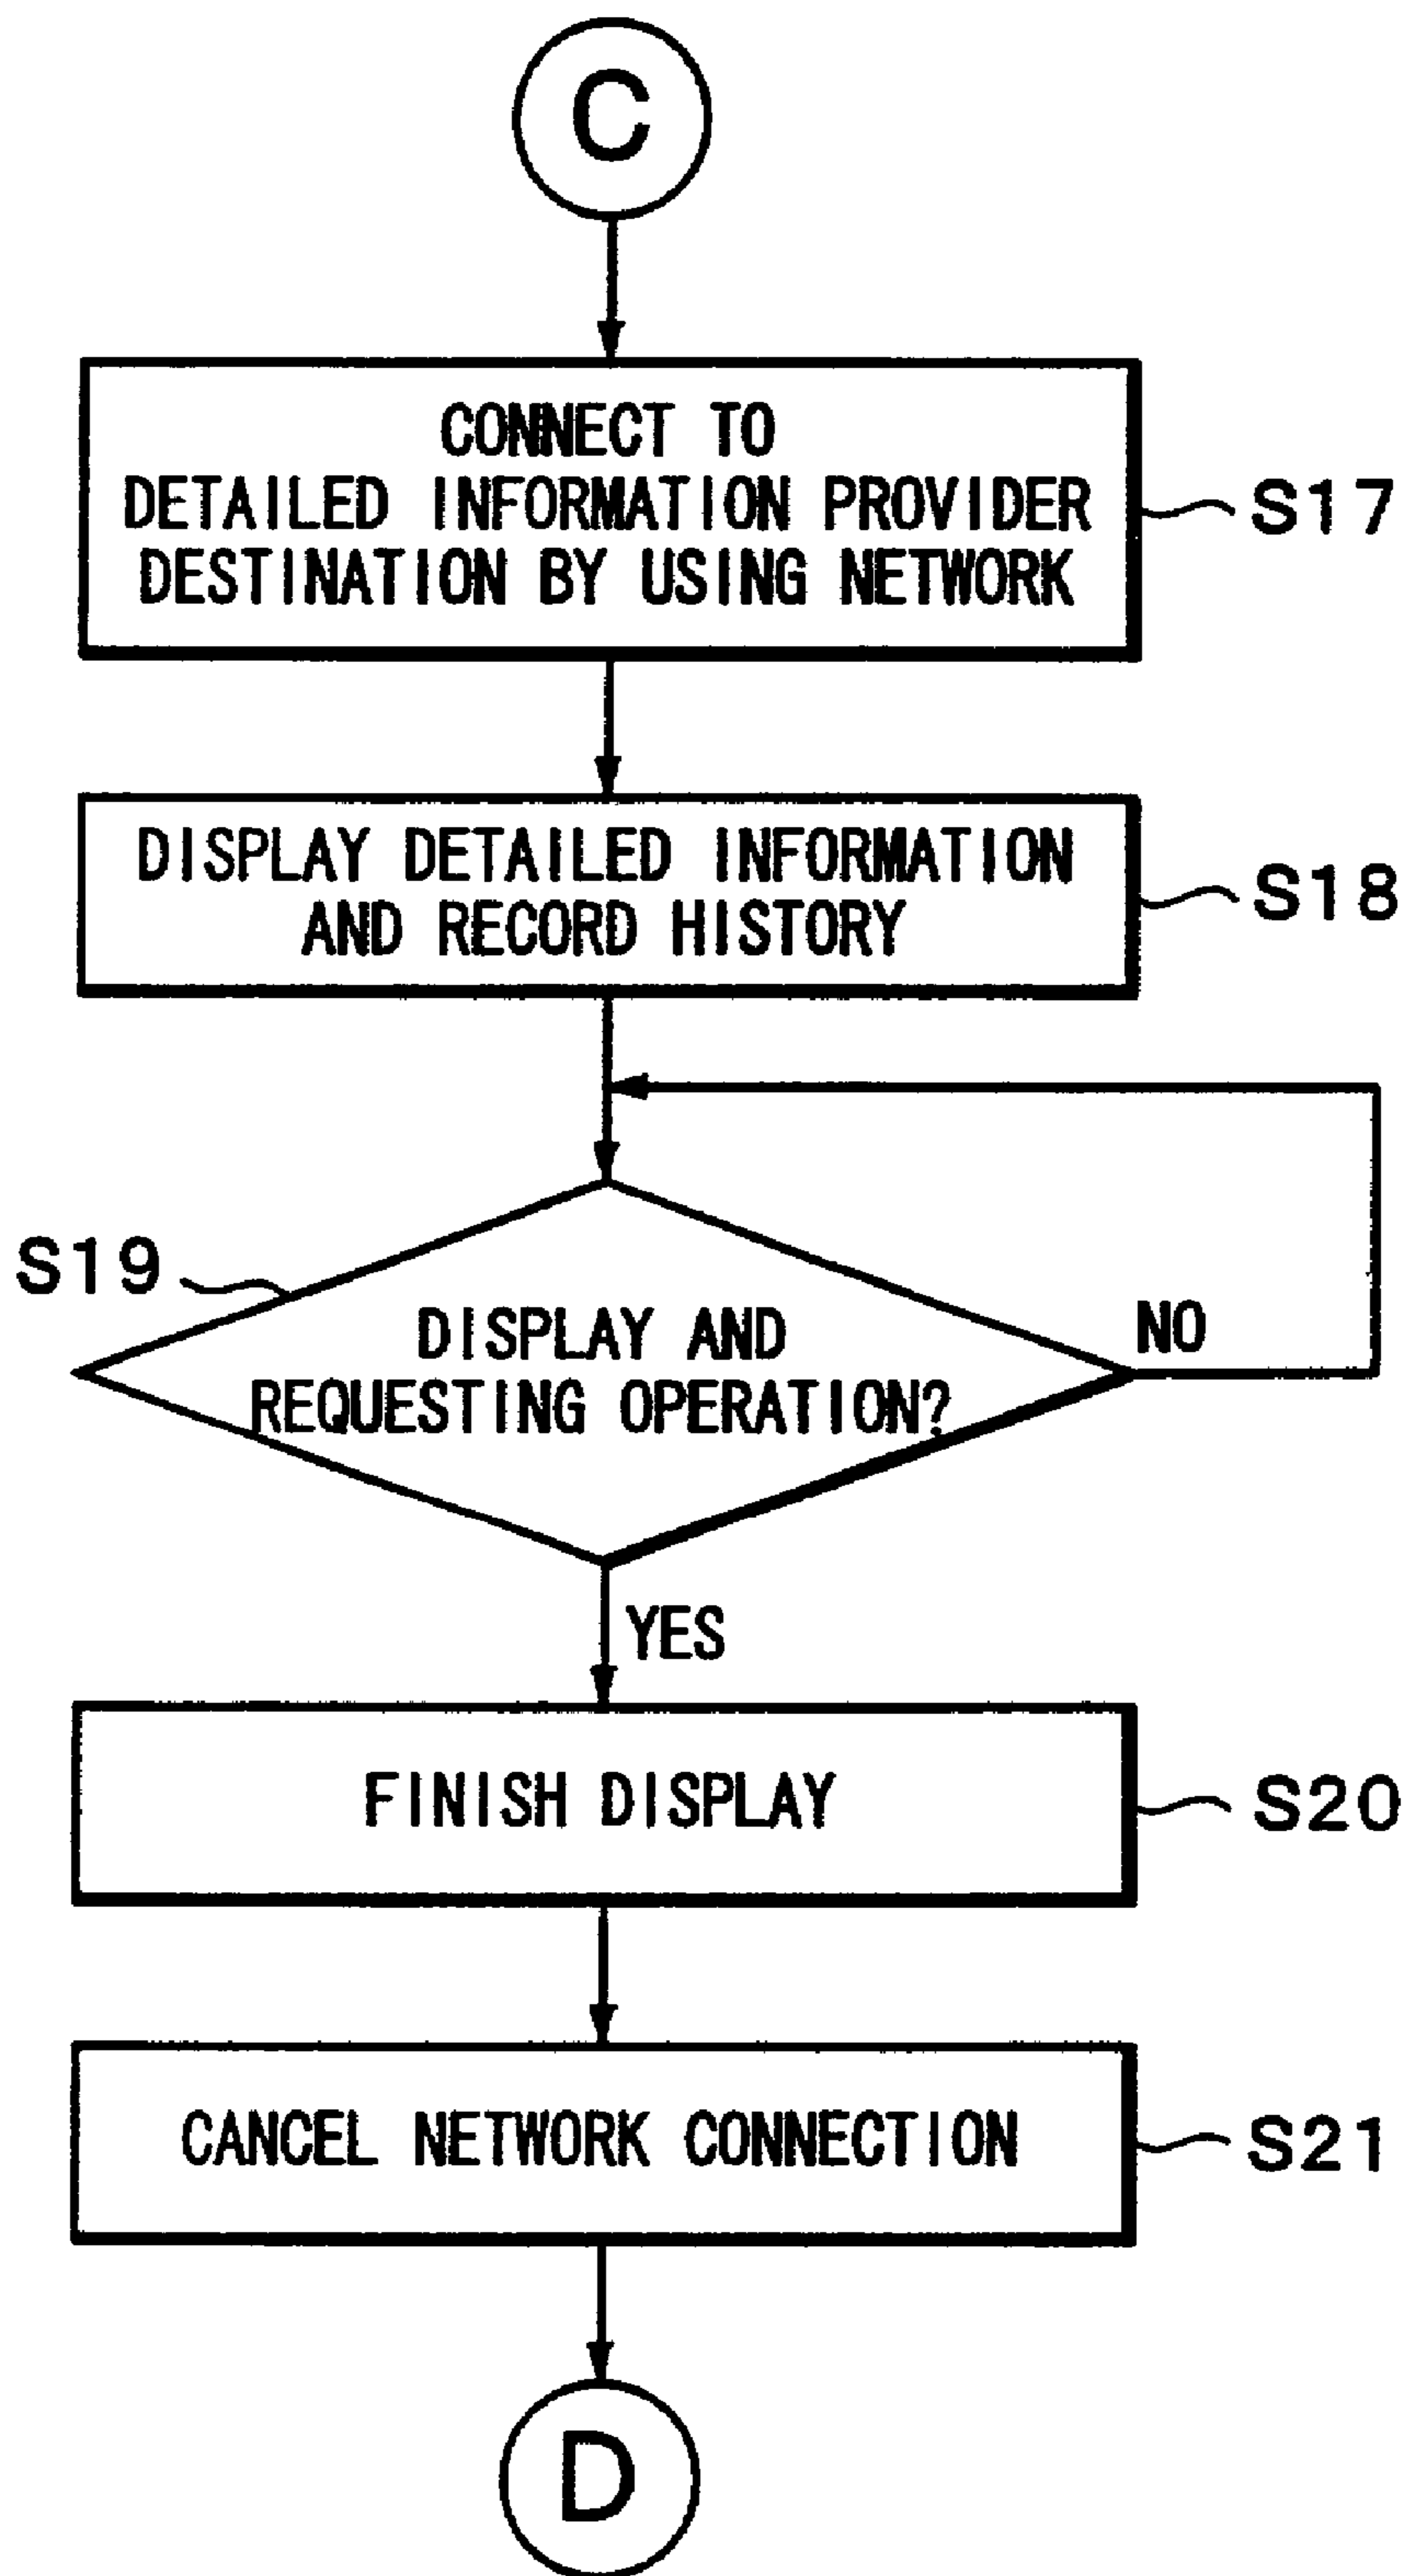 C
CONNECT TO
DETAILED INFORMATION PROVIDER
DESTINATION BY USING NETWORK
S17
DISPLAY DETAILED INFORMATION
AND RECORD HISTORY
S18
S19
DISPLAY AND
REQUESTING OPERATION?
NO
YES
FINISH DISPLAY
S20
CANCEL NETWORK CONNECTION
S21
D